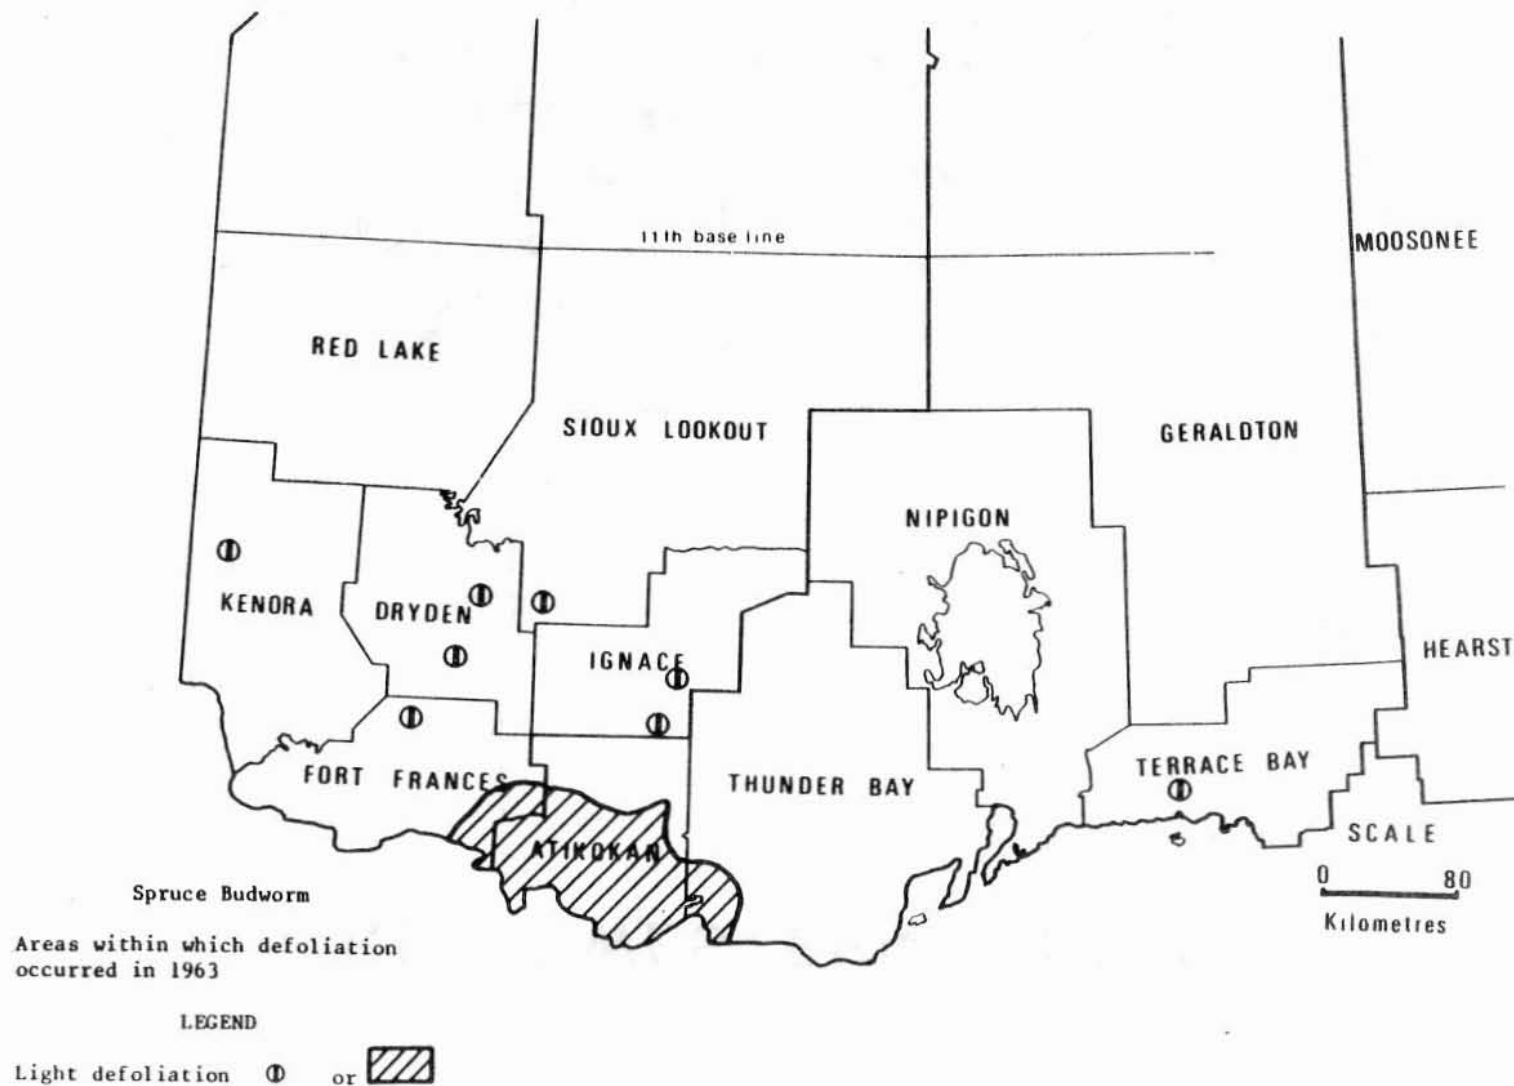 11th base line
MOOSONEE
RED LAKE
SIOUX LOOKOUT
GERALDTON
NIPIGON
KENORA
DRYDEN
IGNACE
HEARST
FORT FRANCES
THUNDER BAY
TERRACE BAY
ATIKOKAN
SCALE
0 80
Kilometres
Spruce Budworm
Areas within which defoliation
occurred in 1963
LEGEND
Light defoliation or